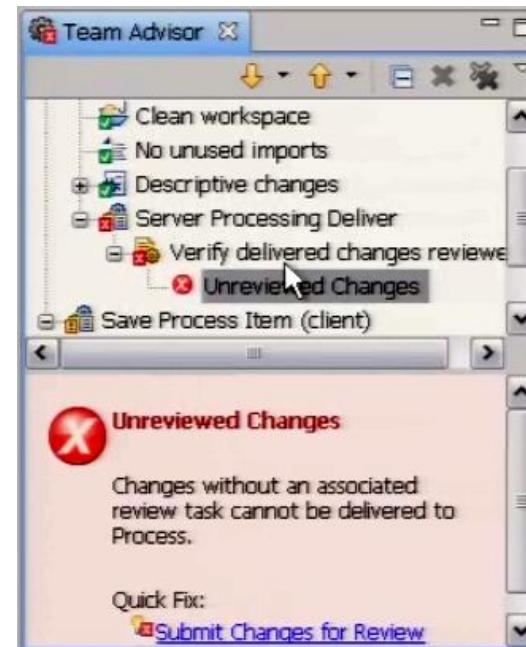 Team Advisor
Clean workspace
No unused imports
Descriptive changes
Server Processing Deliver
Verify delivered changes reviewe
Unreviewed Changes
Save Process Item (client)
Unreviewed Changes
Changes without an associated
review task cannot be delivered to
Process.
Quick Fix:
Submit Changes for Review